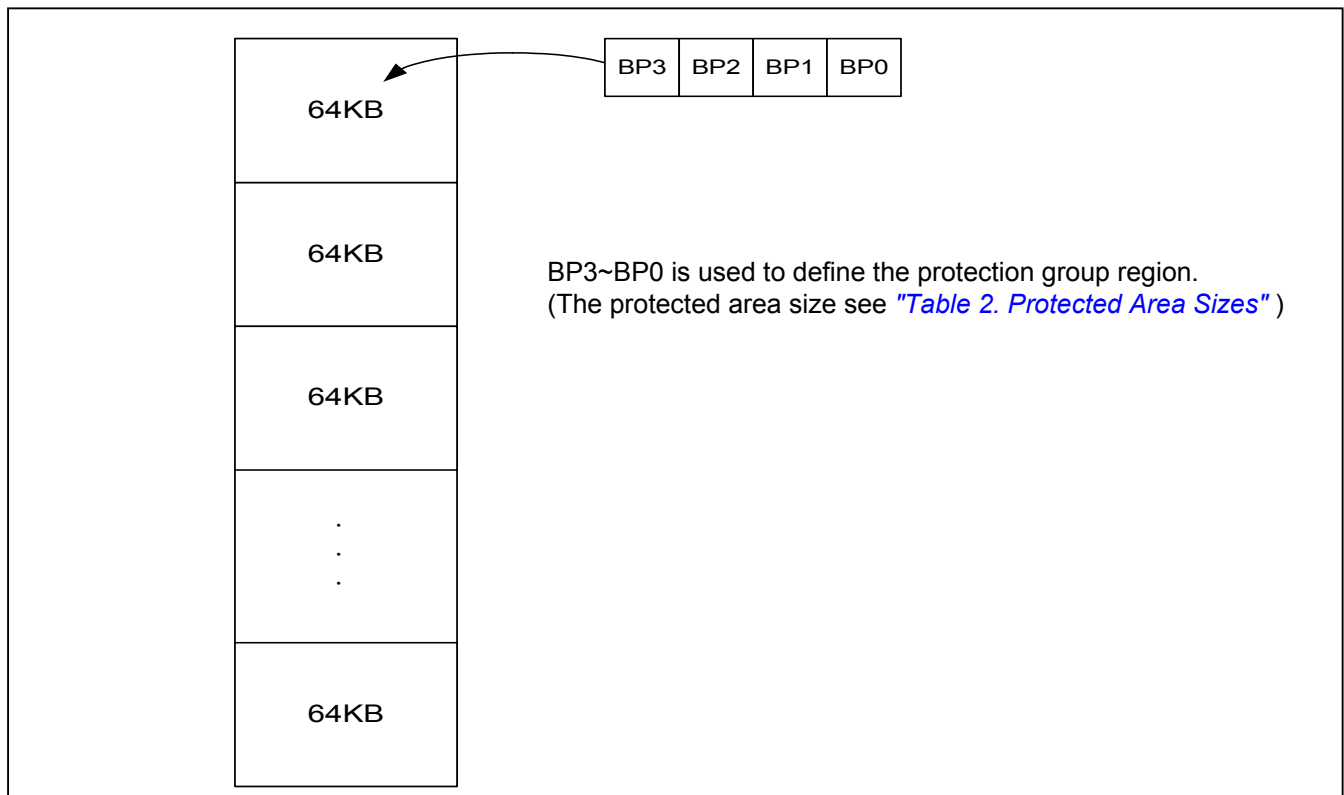 BP3 BP2 BP1 BP0
64KB
64KB
BP3~BP0 is used to define the protection group region.
(The protected area size see "Table 2. Protected Area Sizes" )
64KB
.
.
.
64KB